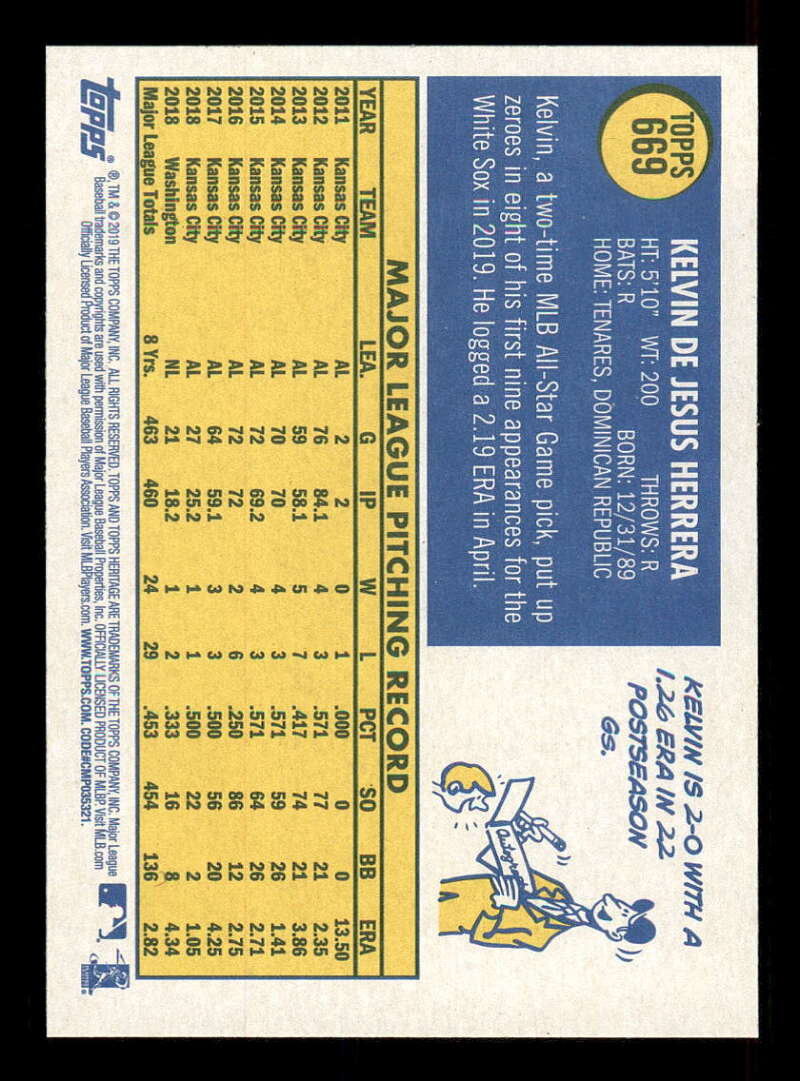 TOPPS
669
KELVIN DE JESUS HERRERA
HT: 5'10" WT: 200 THROWS: R
BATS: R BORN: 12/31/89
HOME: TENARES, DOMINICAN REPUBLIC
Kelvin, a two-time MLB All-Star Game pick, put up
zeroes in eight of his first nine appearances for the
White Sox in 2019. He logged a 2.19 ERA in April.
KELVIN IS 2-0 WITH A
1.26 ERA IN 22
POSTSEASON
GS.
Autograph
MAJOR LEAGUE PITCHING RECORD
YEAR TEAM LEA. G IP W L PCT SO BB ERA
2011 Kansas City AL 2 2 0 1 .000 0 0 13.50
2012 Kansas City AL 76 84.1 4 3 .571 77 21 2.35
2013 Kansas City AL 59 58.1 5 7 .417 74 21 3.86
2014 Kansas City AL 70 70 4 3 .571 59 26 1.41
2015 Kansas City AL 72 69.2 4 3 .571 64 26 2.71
2016 Kansas City AL 72 72 2 6 .250 86 12 2.75
2017 Kansas City AL 64 59.1 3 3 .500 56 20 4.25
2018 Kansas City AL 27 25.2 1 1 .500 22 2 1.05
2018 Washington NL 21 18.2 1 2 .333 16 8 4.34
Major League Totals 8 Yrs. 463 460 24 29 .453 454 136 2.82
topps®
®, TM & © 2019 THE TOPPS COMPANY, INC. ALL RIGHTS RESERVED. TOPPS AND TOPPS HERITAGE ARE TRADEMARKS OF THE TOPPS COMPANY, INC. Major League
Baseball trademarks and copyrights are used with permission of Major League Baseball Properties, Inc. OFFICIALLY LICENSED PRODUCT OF MLBP. Visit MLB.com
Officially Licensed Product of Major League Baseball Players Association. Visit MLBPlayers.com. WWW.TOPPS.COM. CODE#CMP035321.